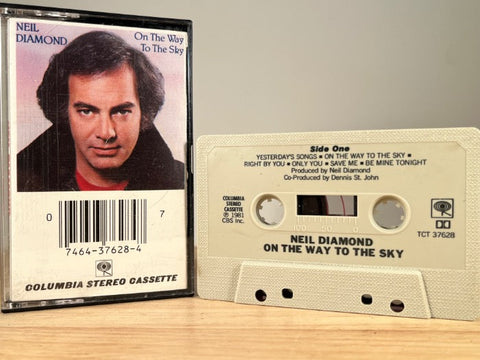 NEIL
DIAMOND
On The Way
To The Sky
0 7
7464-37628-4
COLUMBIA STEREO CASSETTE
Side One
YESTERDAY'S SONGS • ON THE WAY TO THE SKY •
RIGHT BY YOU • ONLY YOU • SAVE ME • BE MINE TONIGHT
Produced by Neil Diamond
Co-Produced by Dennis St. John
COLUMBIA
STEREO
CASSETTE
℗ 1981
CBS Inc.
TCT 37628
NEIL DIAMOND
ON THE WAY TO THE SKY